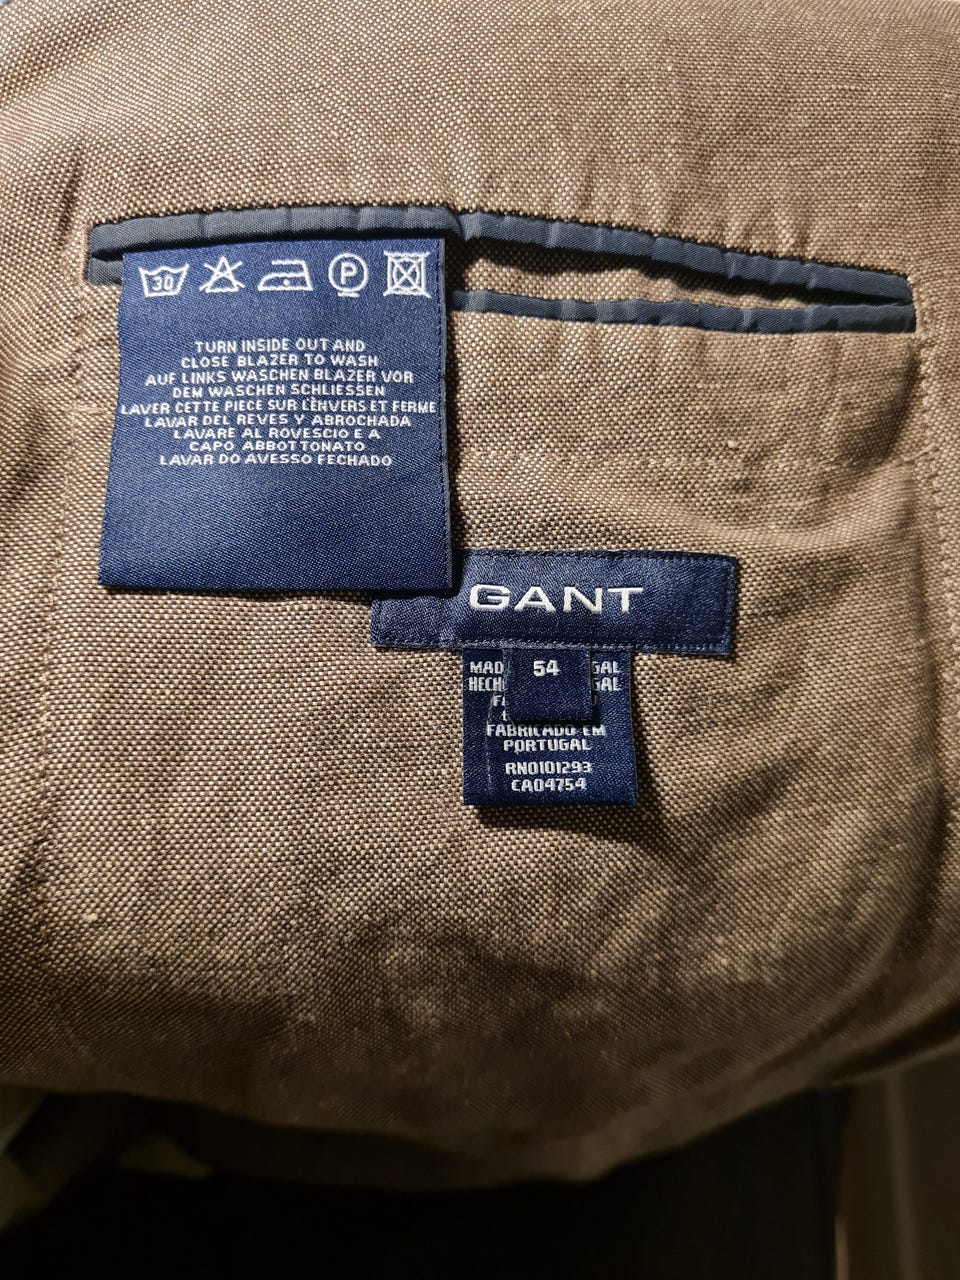 30
P
TURN INSIDE OUT AND
CLOSE BLAZER TO WASH
AUF LINKS WASCHEN BLAZER VOR
DEM WASCHEN SCHLIESSEN
LAVER CETTE PIECE SUR L'ENVERS ET FERME
LAVAR DEL REVES Y ABROCHADA
LAVARE AL ROVESCIO E A
CAPO ABBOTTONATO
LAVAR DO AVESSO FECHADO
GANT
54
FABRICADO EM
PORTUGAL
RN0101293
CA04754